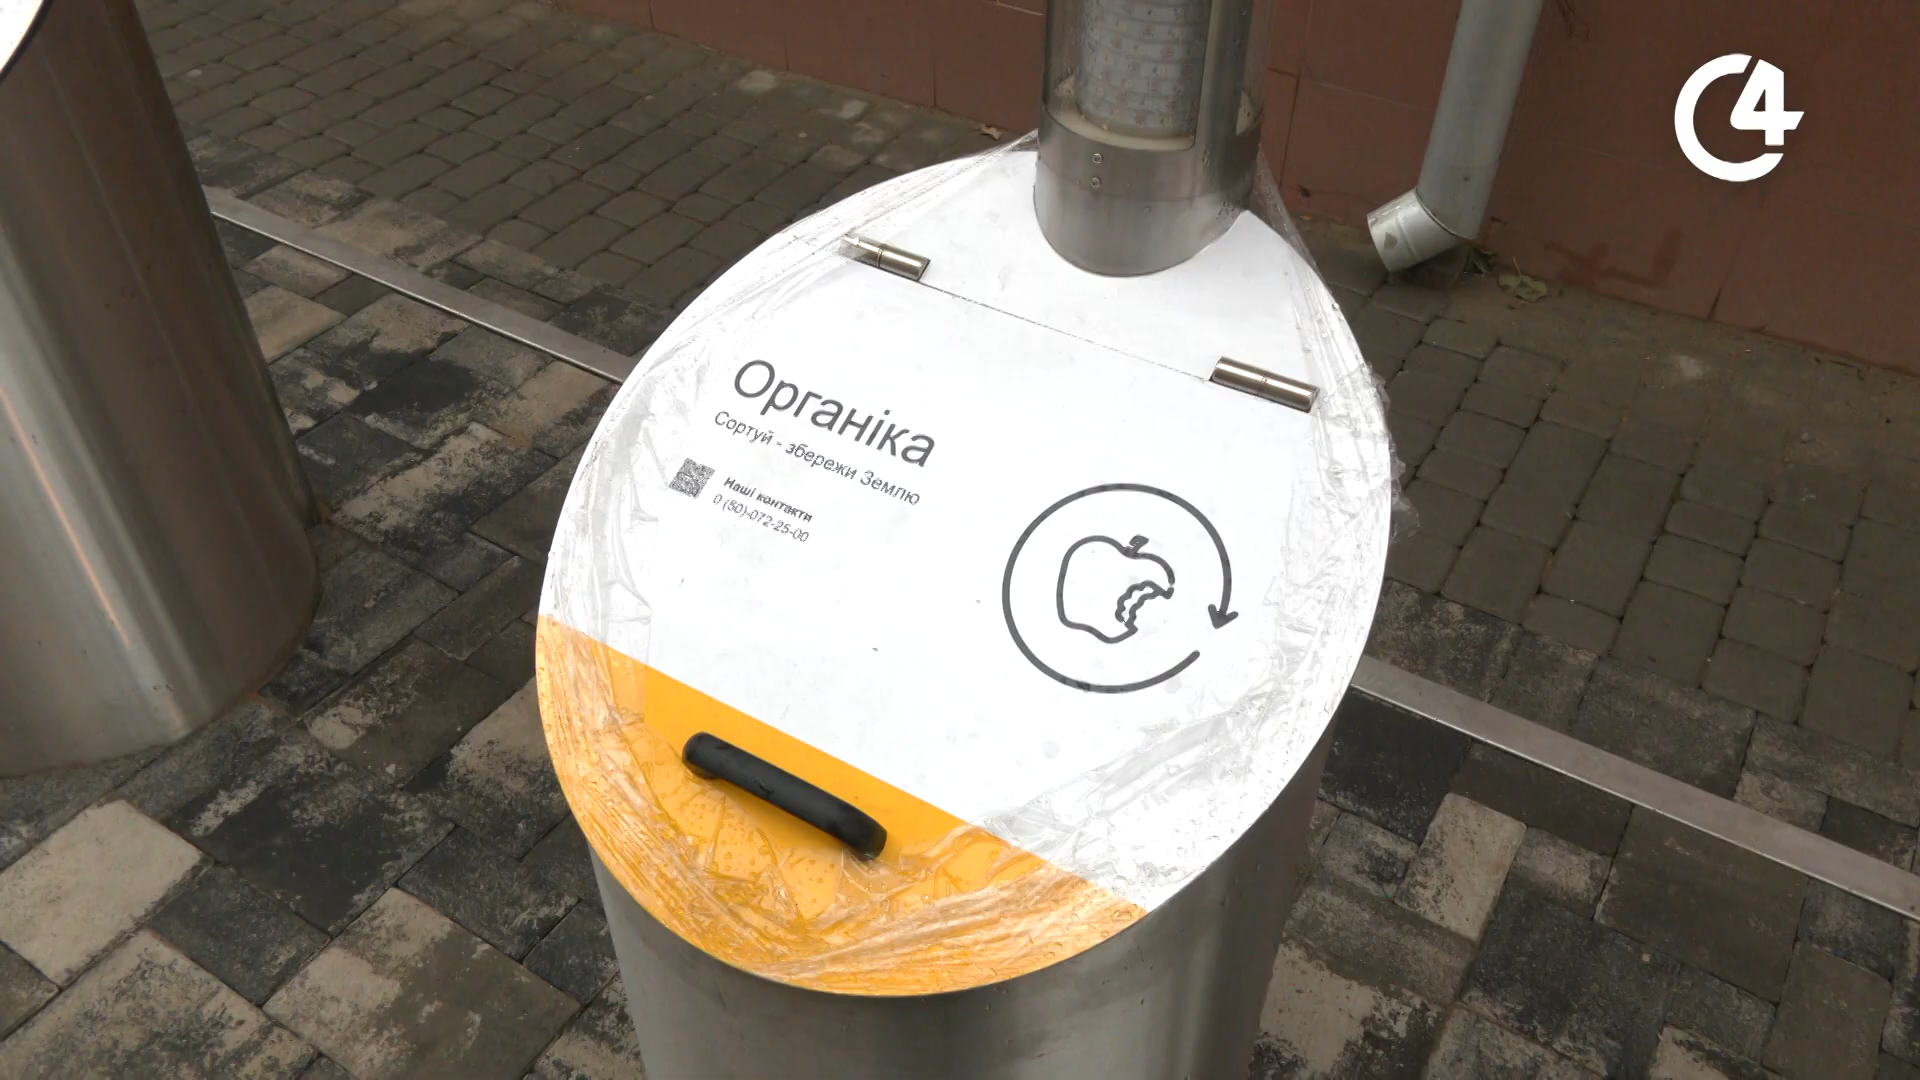 Органіка
Сортуй - збережи Землю
Наші контакти
0 (50)-072-25-00
C4